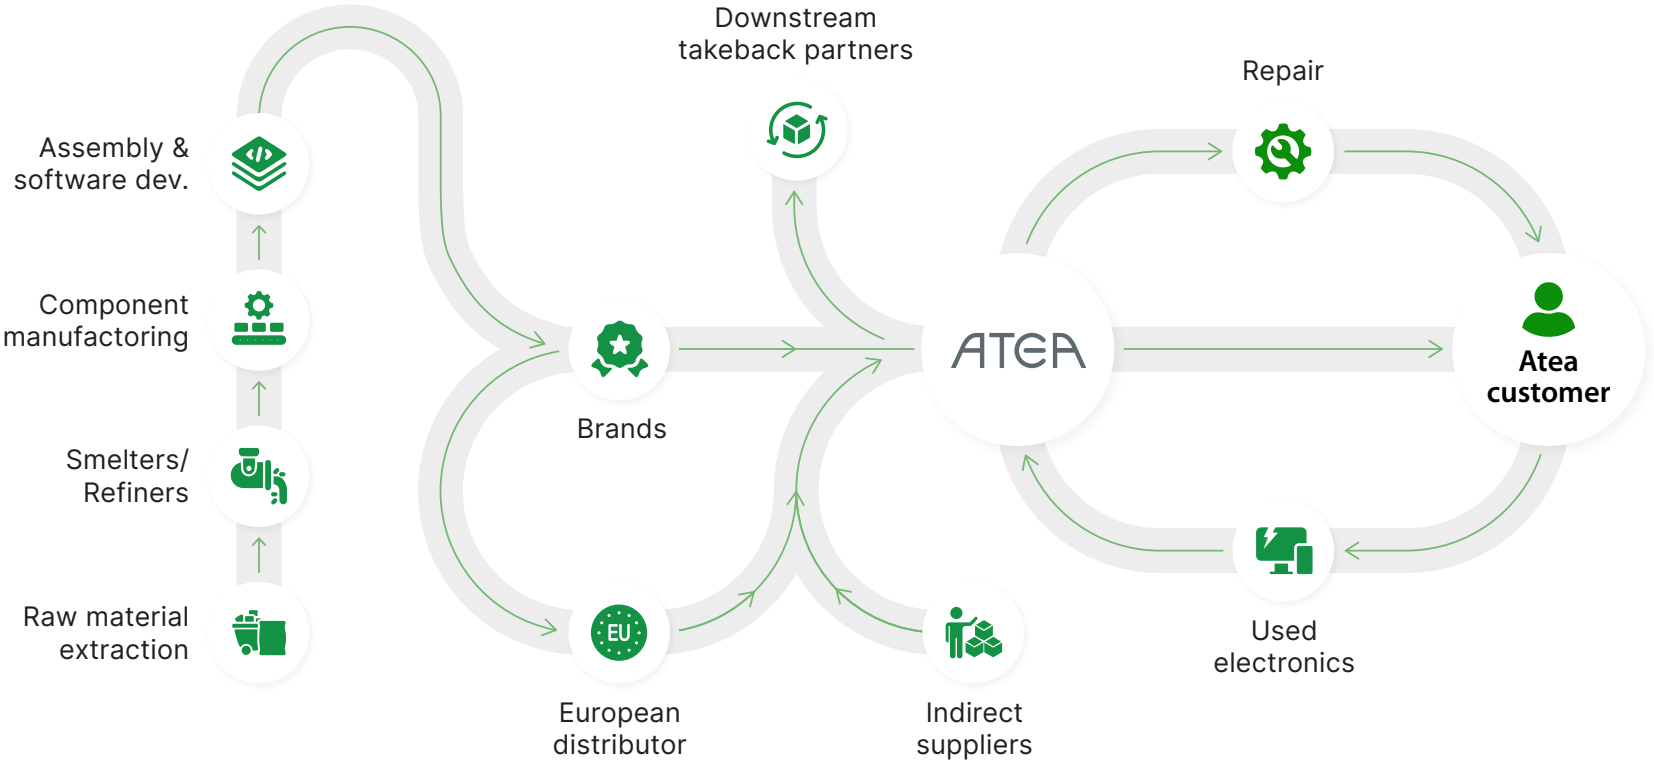 Downstream
takeback partners
Repair
Assembly &
software dev.
Component
manufactoring
Smelters/
Refiners
Raw material
extraction
Brands
ATEA
Atea
customer
EU
European
distributor
Indirect
suppliers
Used
electronics